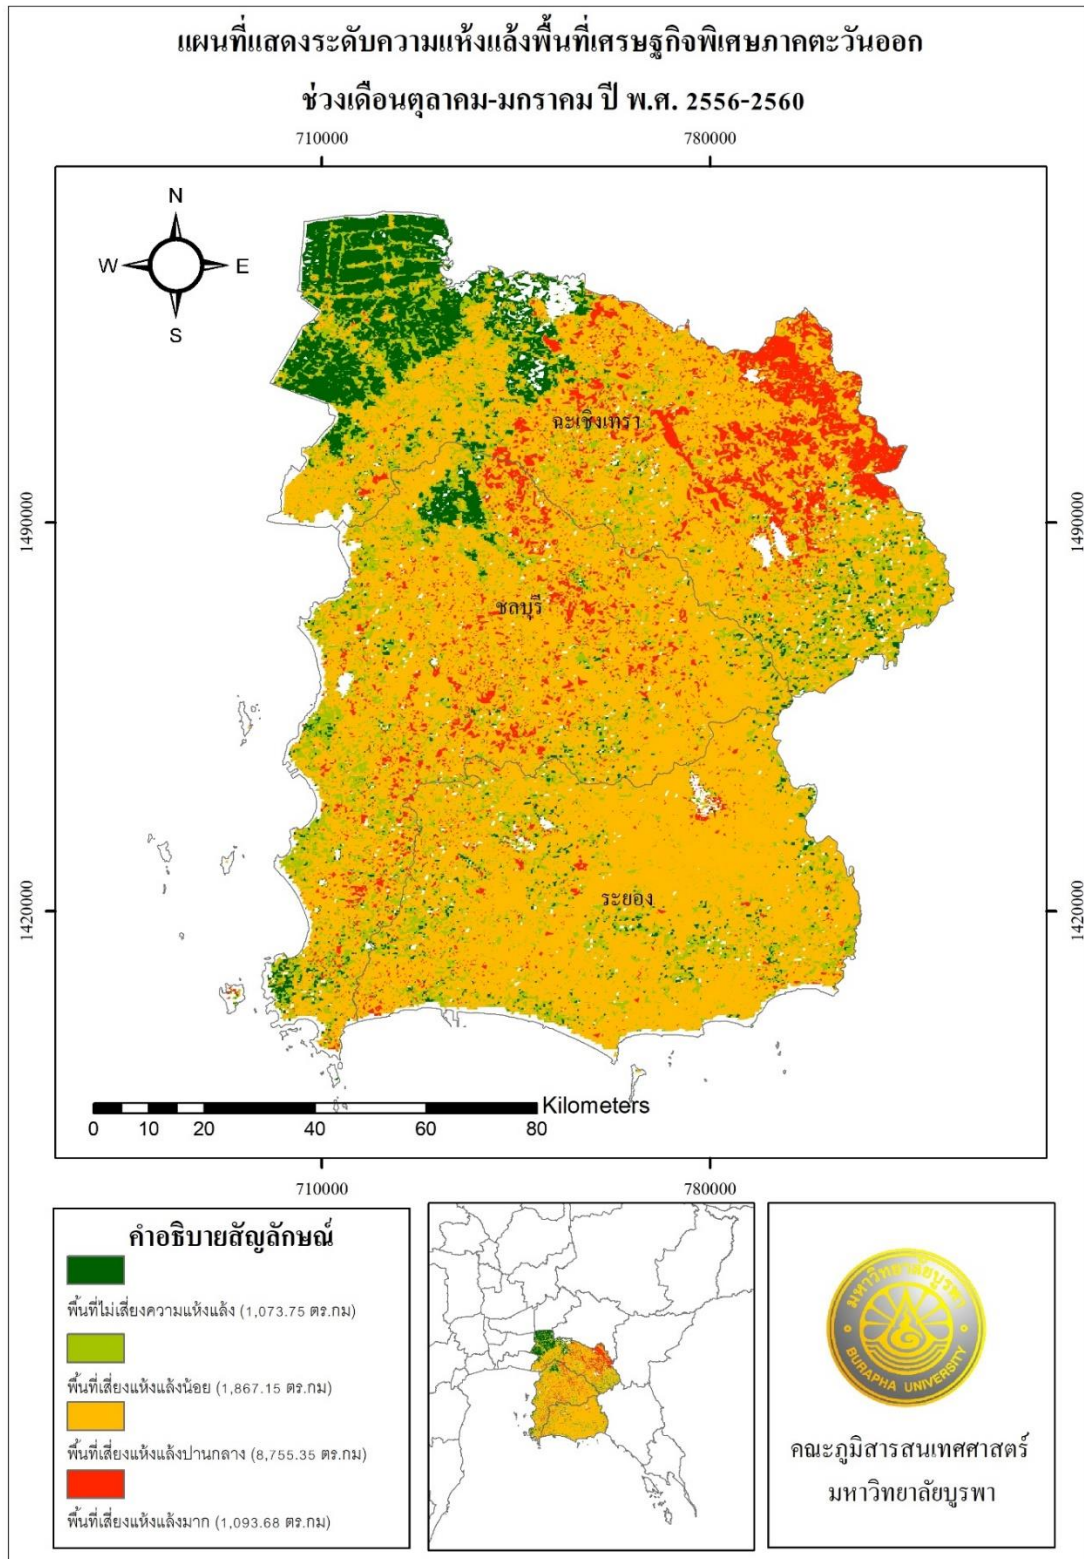 แผนที่แสดงระดับความแห้งแล้งพื้นที่เศรษฐกิจพิเศษภาคตะวันออก
ช่วงเดือนตุลาคม-มกราคม ปี พ.ศ. 2556-2560
710000 780000
N
W E
S
ฉะเชิงเทรา
1490000 1490000
ชลบุรี
ระยอง
1420000 1420000
Kilometers
0 10 20 40 60 80
710000 780000
คำอธิบายสัญลักษณ์
พื้นที่ไม่เสี่ยงความแห้งแล้ง (1,073.75 ตร.กม)
พื้นที่เสี่ยงแห้งแล้งน้อย (1,867.15 ตร.กม)
พื้นที่เสี่ยงแห้งแล้งปานกลาง (8,755.35 ตร.กม)
พื้นที่เสี่ยงแห้งแล้งมาก (1,093.68 ตร.กม)
มหาวิทยาลัยบูรพา
BURAPHA UNIVERSITY
คณะภูมิสารสนเทศศาสตร์
มหาวิทยาลัยบูรพา